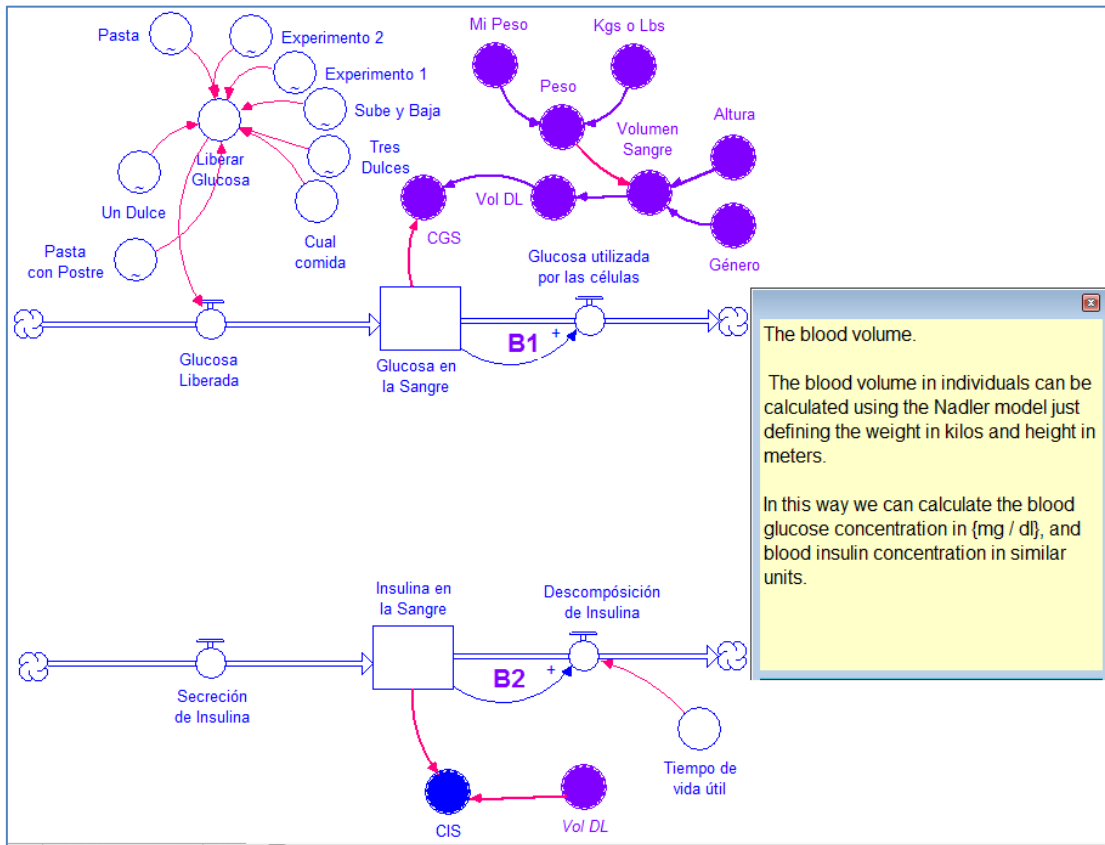 Mi Peso
Kgs o Lbs
Pasta
Experimento 2
Experimento 1
Peso
Sube y Baja
Volumen
Sangre
Altura
Tres
Dulces
Liberar
Glucosa
Un Dulce
Vol DL
CGS
Cual
comida
Pasta
con Postre
Glucosa utilizada
por las células
Género
B1
+
Glucosa
Liberada
Glucosa en
la Sangre
The blood volume.
The blood volume in individuals can be
calculated using the Nadler model just
defining the weight in kilos and height in
meters.
In this way we can calculate the blood
glucose concentration in {mg / dl}, and
blood insulin concentration in similar
units.
Insulina en
la Sangre
Descompósición
de Insulina
B2
+
Secreción
de Insulina
Tiempo de
vida útil
CIS
Vol DL